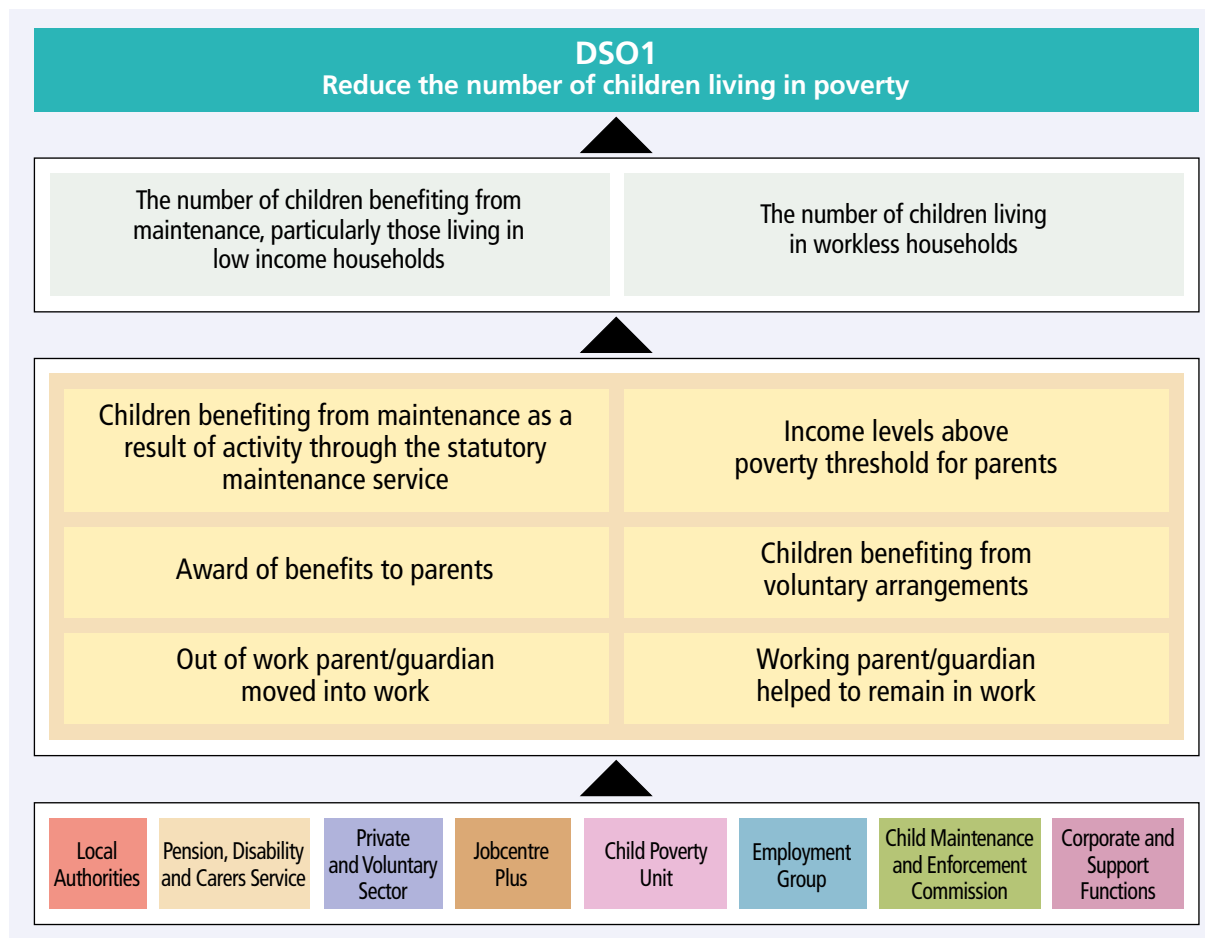 DSO1
Reduce the number of children living in poverty
The number of children benefiting from
maintenance, particularly those living in
low income households
The number of children living
in workless households
Children benefiting from maintenance as a
result of activity through the statutory
maintenance service
Income levels above
poverty threshold for parents
Award of benefits to parents
Children benefiting from
voluntary arrangements
Out of work parent/guardian
moved into work
Working parent/guardian
helped to remain in work
Local
Authorities
Pension, Disability
and Carers Service
Private
and Voluntary
Sector
Jobcentre
Plus
Child Poverty
Unit
Employment
Group
Child Maintenance
and Enforcement
Commission
Corporate and
Support
Functions